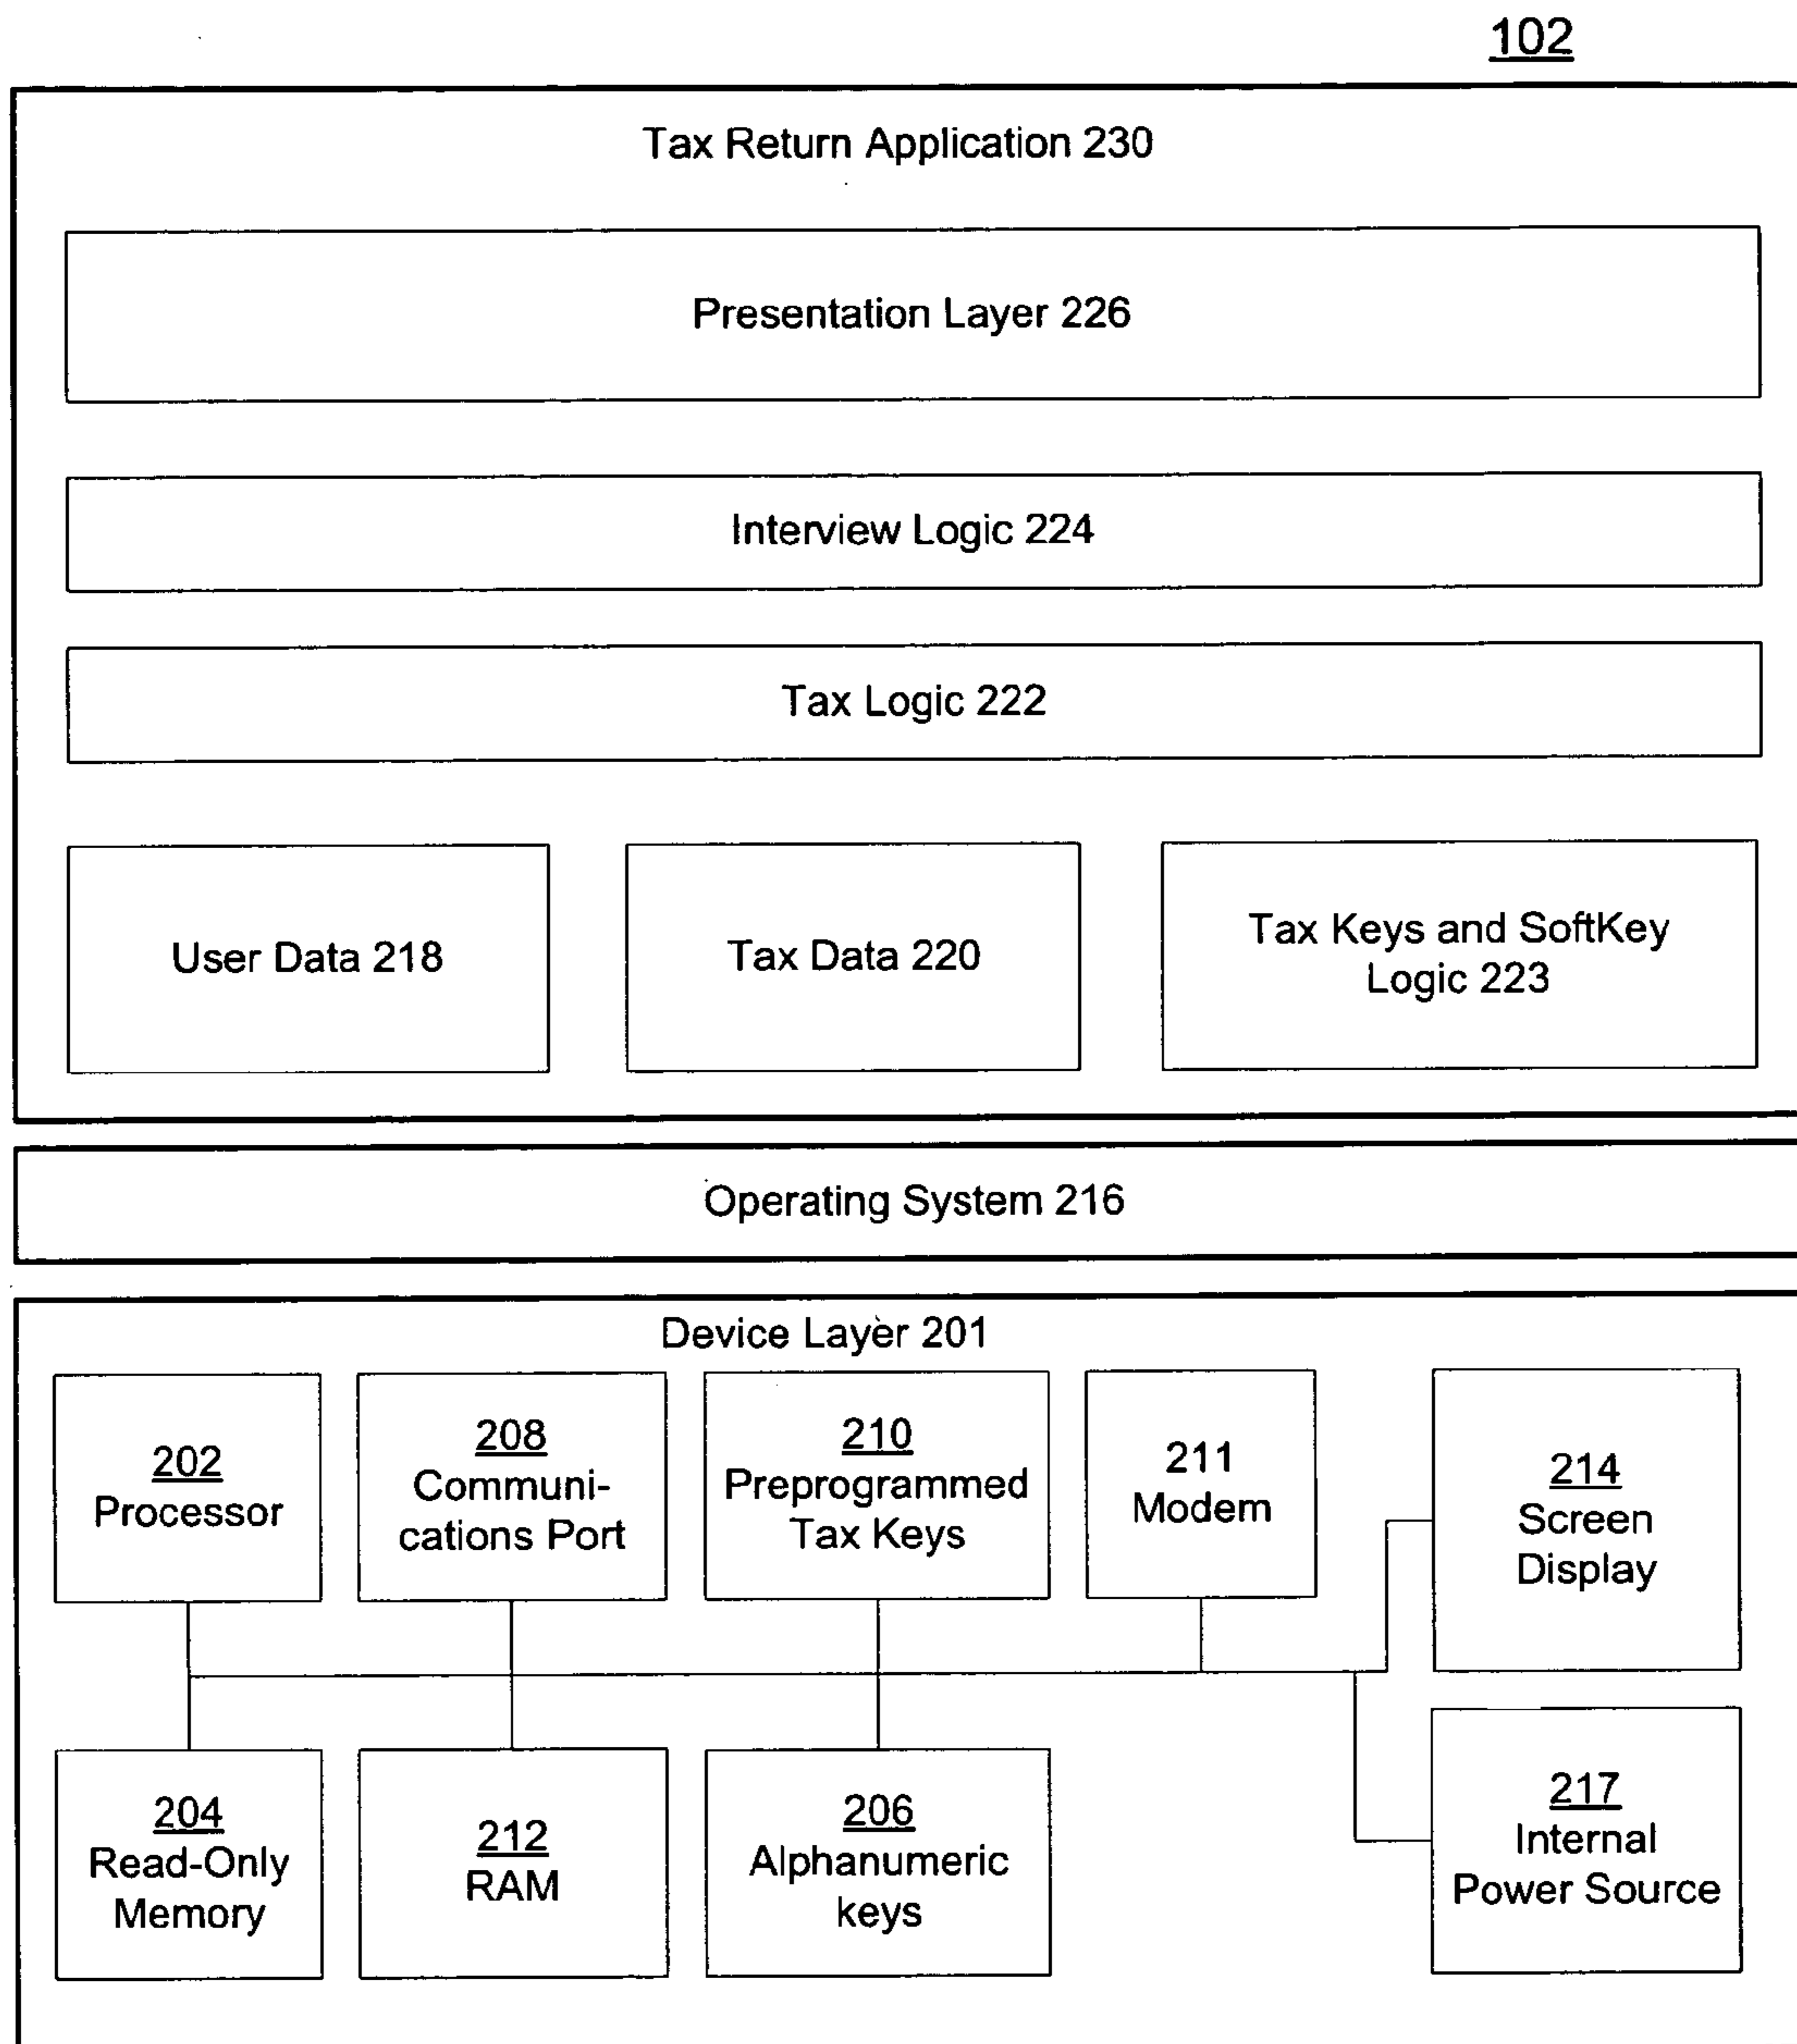 102
Tax Return Application 230
Presentation Layer 226
Interview Logic 224
Tax Logic 222
User Data 218
Tax Data 220
Tax Keys and SoftKey
Logic 223
Operating System 216
Device Layer 201
202
Processor
208
Communi-
cations Port
210
Preprogrammed
Tax Keys
211
Modem
214
Screen
Display
204
Read-Only
Memory
212
RAM
206
Alphanumeric
keys
217
Internal
Power Source